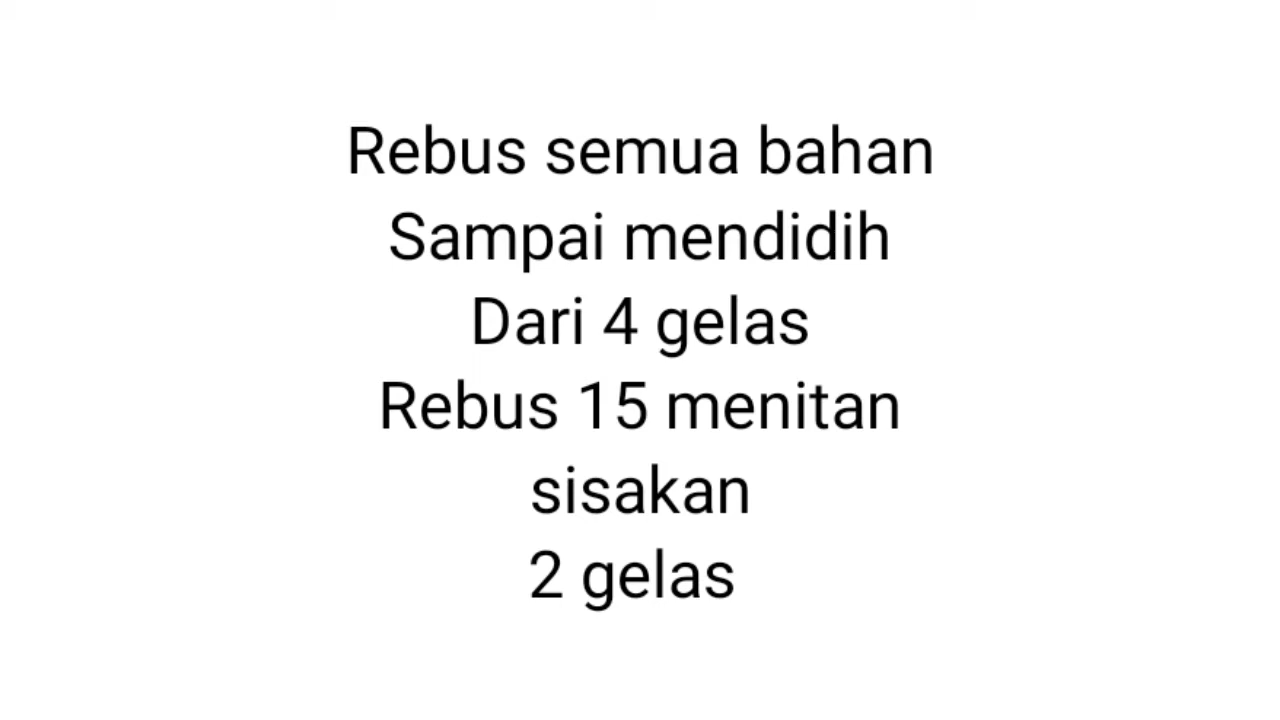 Rebus semua bahan
Sampai mendidih
Dari 4 gelas
Rebus 15 menitan
sisakan
2 gelas